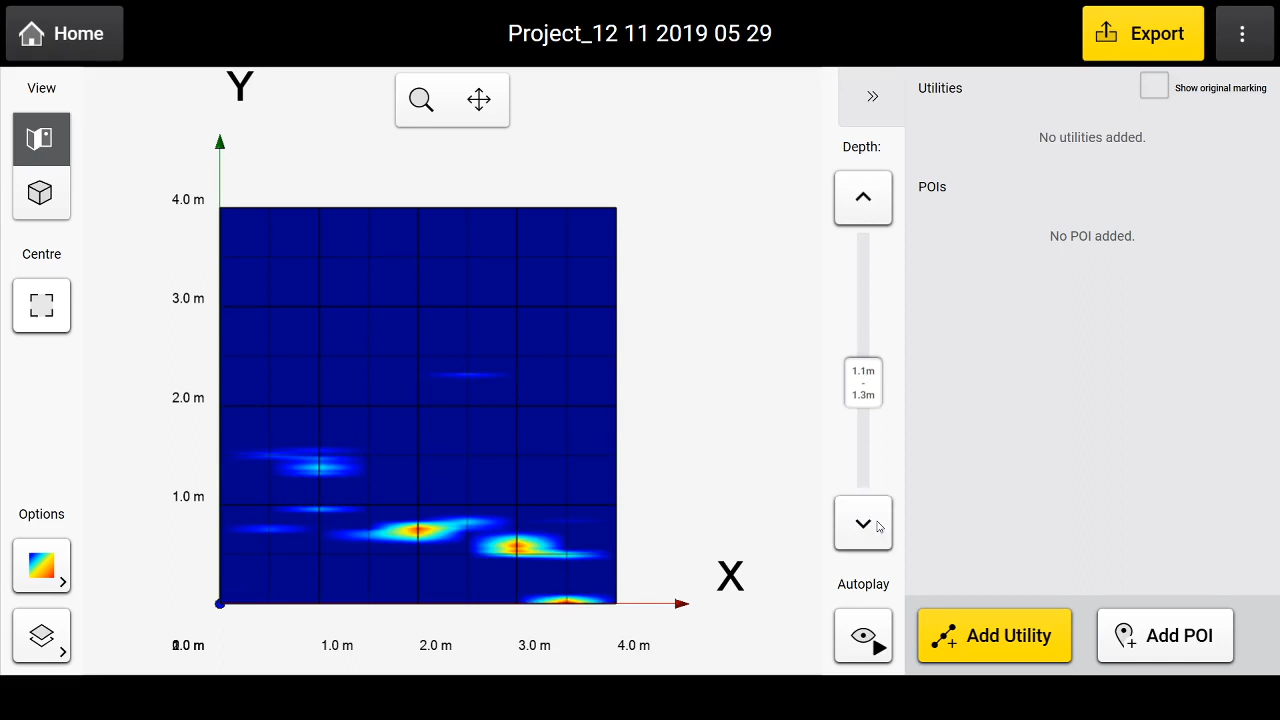 Home
Project_12 11 2019 05 29
Export
View
Centre
Options
Y
4.0 m
3.0 m
2.0 m
1.0 m
X
1.0 m
2.0 m
3.0 m
4.0 m
Depth:
1.1m
-
1.3m
Autoplay
Utilities
Show original marking
No utilities added.
POIs
No POI added.
Add Utility
Add POI